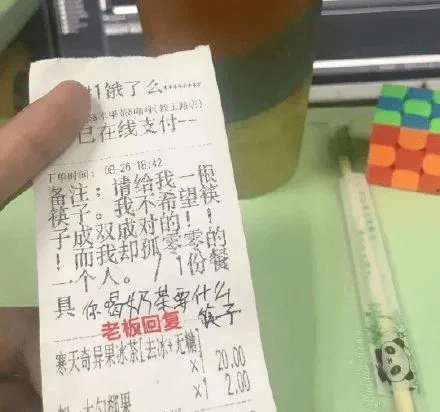 #1饿了么******
已在线支付--
下单时间: 08-26 18:42
备注: 请给我一根筷
筷子。我不希望筷
子成双成对的!!
!而我却孤零零的
一个人。/ 1份餐
具 你喝奶茶要什么
筷子
老板回复
寒天奇异果冰茶[去冰+无糖]
x1 20.00
x1 2.00